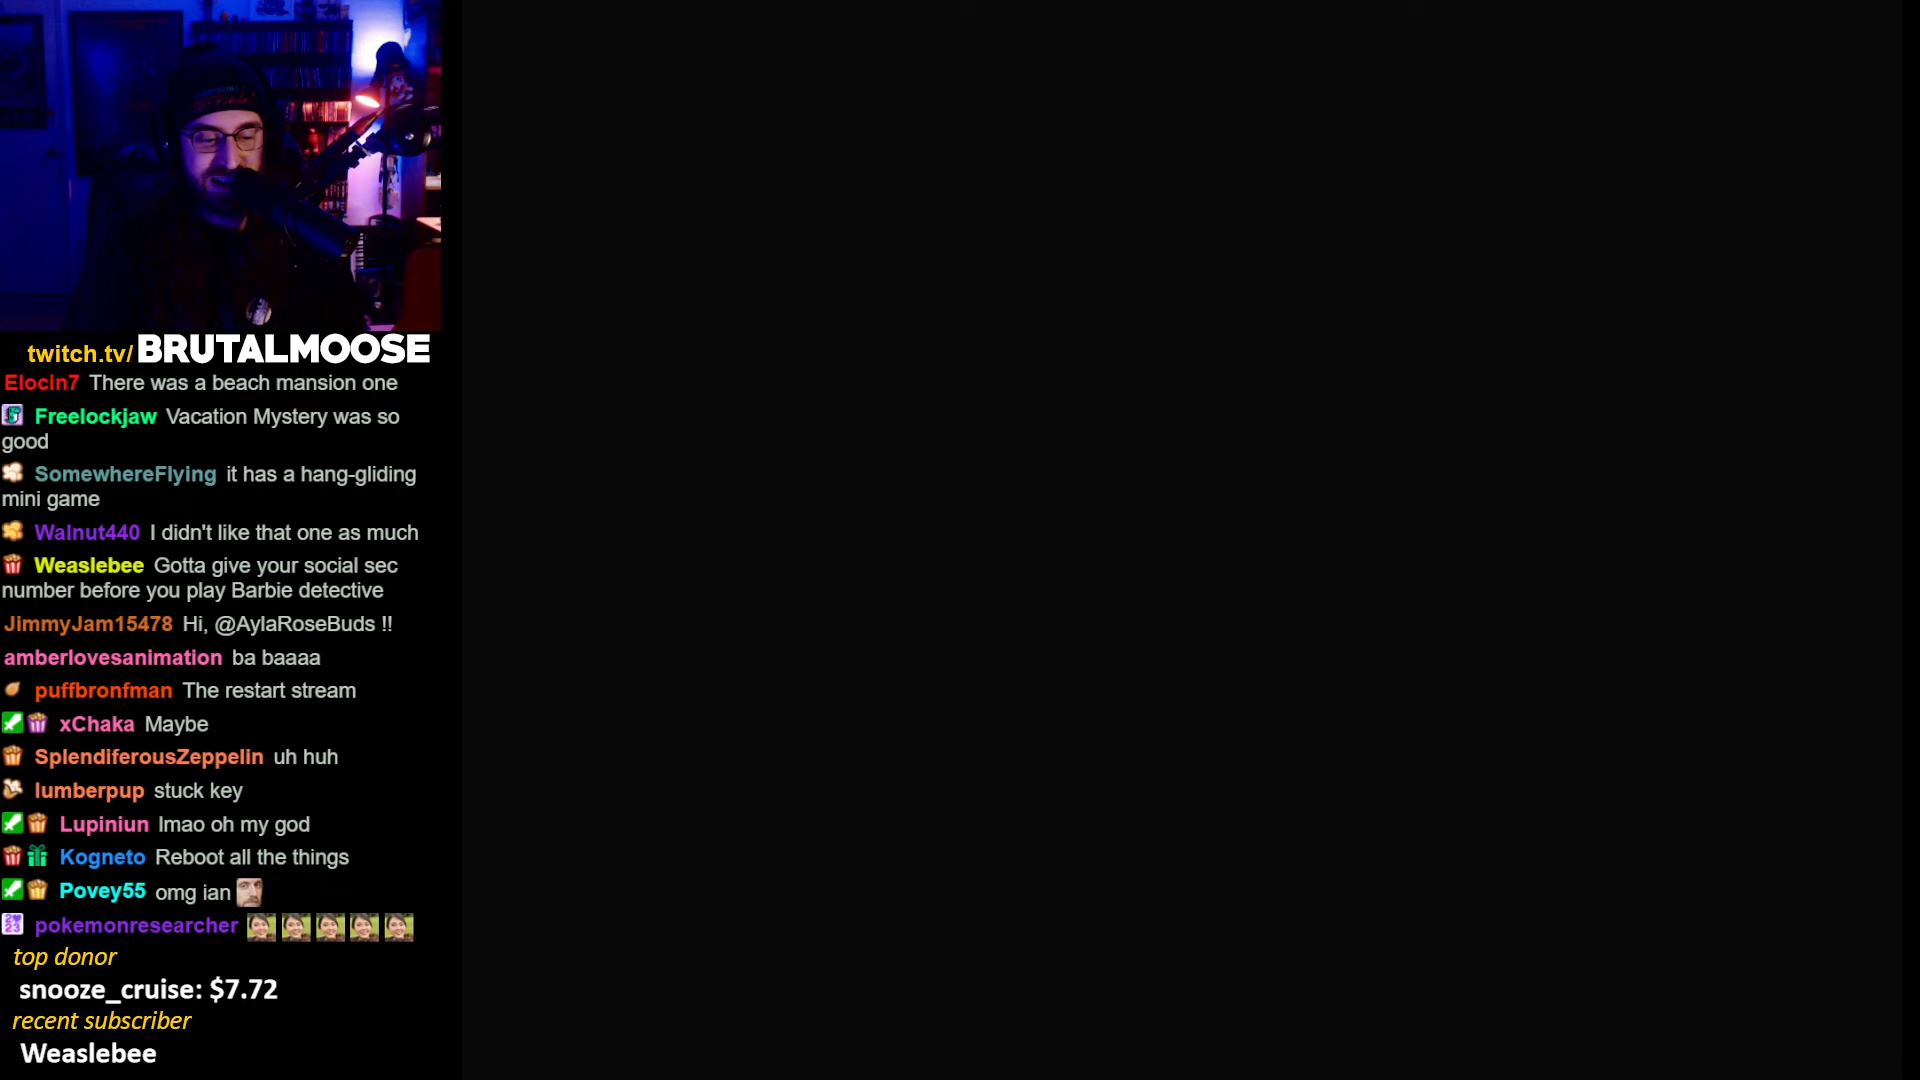 twitch.tv/BRUTALMOOSE
Elocin7 There was a beach mansion one
Freelockjaw Vacation Mystery was so
good
SomewhereFlying it has a hang-gliding
mini game
Walnut440 I didn't like that one as much
Weaslebee Gotta give your social sec
number before you play Barbie detective
JimmyJam15478 Hi, @AylaRoseBuds !!
amberlovesanimation ba baaaa
puffbronfman The restart stream
xChaka Maybe
SplendiferousZeppelin uh huh
lumberpup stuck key
Lupiniun lmao oh my god
Kogneto Reboot all the things
Povey55 omg ian
pokemonresearcher
top donor
snooze_cruise: $7.72
recent subscriber
Weaslebee